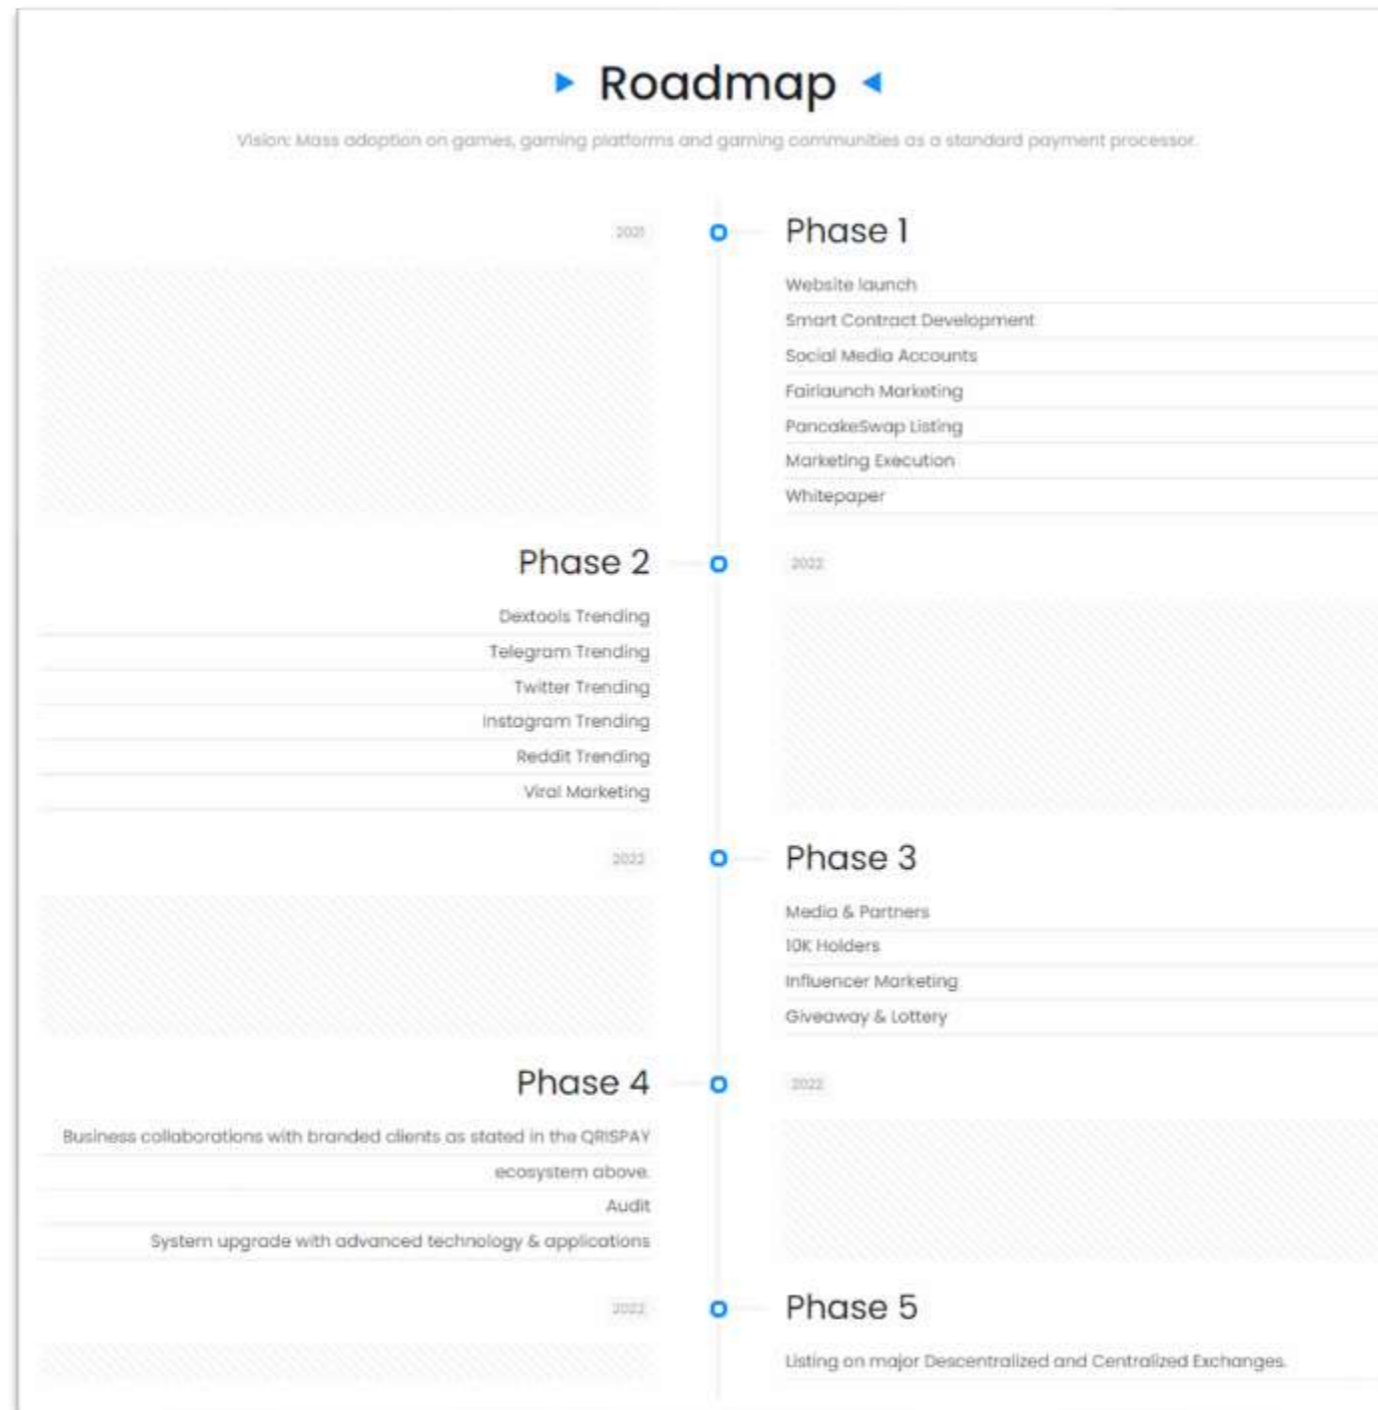 Roadmap
Vision: Mass adoption on games, gaming platforms and gaming communities as a standard payment processor.
2021
Phase 1
Website launch
Smart Contract Development
Social Media Accounts
Fairlaunch Marketing
PancakeSwap Listing
Marketing Execution
Whitepaper
Phase 2
2022
Dextools Trending
Telegram Trending
Twitter Trending
Instagram Trending
Reddit Trending
Viral Marketing
2022
Phase 3
Media & Partners
10K Holders
Influencer Marketing
Giveaway & Lottery
Phase 4
2022
Business collaborations with branded clients as stated in the QRISPAY
ecosystem above.
Audit
System upgrade with advanced technology & applications
2022
Phase 5
Listing on major Descentralized and Centralized Exchanges.